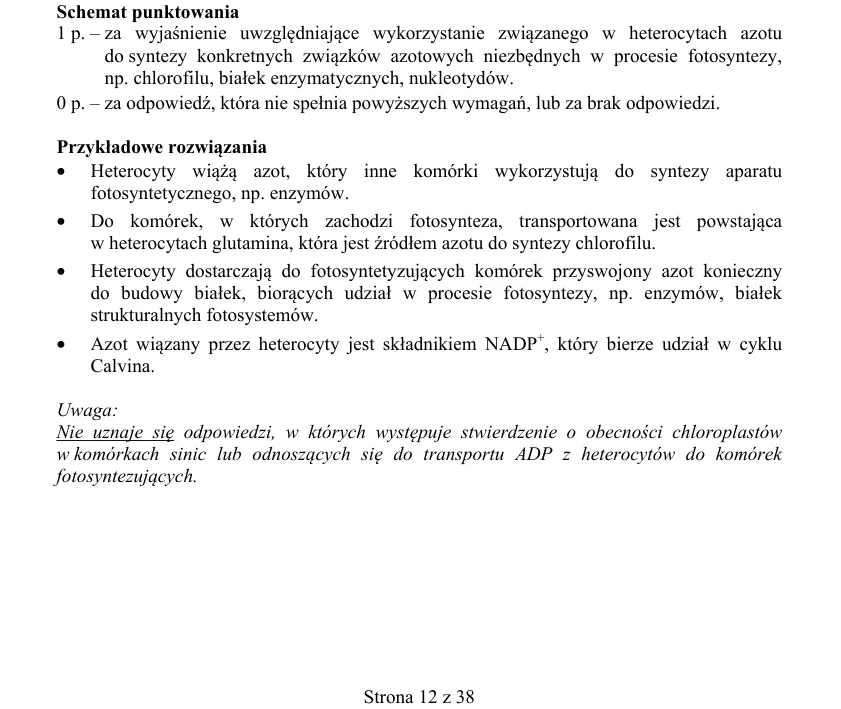 Schemat punktowania
1 p. – za wyjaśnienie uwzględniające wykorzystanie związanego w heterocytach azotu
do syntezy konkretnych związków azotowych niezbędnych w procesie fotosyntezy,
np. chlorofilu, białek enzymatycznych, nukleotydów.
0 p. – za odpowiedź, która nie spełnia powyższych wymagań, lub za brak odpowiedzi.
Przykładowe rozwiązania
• Heterocyty wiążą azot, który inne komórki wykorzystują do syntezy aparatu
fotosyntetycznego, np. enzymów.
• Do komórek, w których zachodzi fotosynteza, transportowana jest powstająca
w heterocytach glutamina, która jest źródłem azotu do syntezy chlorofilu.
• Heterocyty dostarczają do fotosyntetyzujących komórek przyswojony azot konieczny
do budowy białek, biorących udział w procesie fotosyntezy, np. enzymów, białek
strukturalnych fotosystemów.
• Azot wiązany przez heterocyty jest składnikiem NADP⁺, który bierze udział w cyklu
Calvina.
Uwaga:
Nie uznaje się odpowiedzi, w których występuje stwierdzenie o obecności chloroplastów
w komórkach sinic lub odnoszących się do transportu ADP z heterocytów do komórek
fotosyntezujących.
Strona 12 z 38